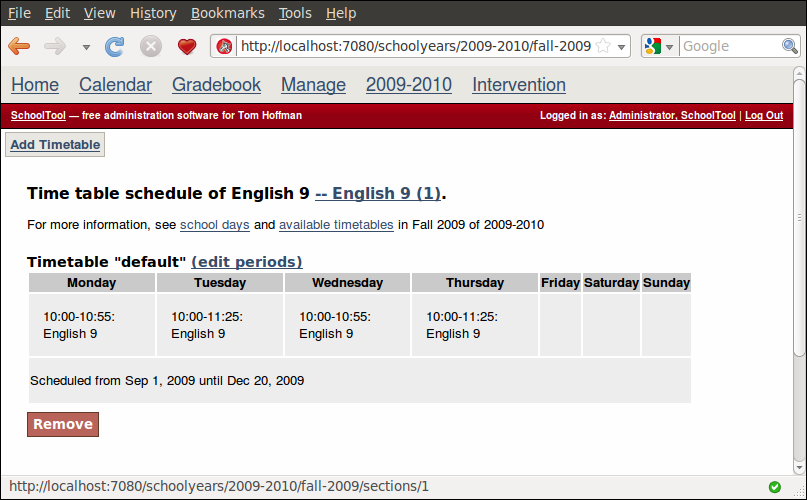 File Edit View History Bookmarks Tools Help
http://localhost:7080/schoolyears/2009-2010/fall-2009 Google
Home Calendar Gradebook Manage 2009-2010 Intervention
SchoolTool — free administration software for Tom Hoffman Logged in as: Administrator, SchoolTool | Log Out
Add Timetable
Time table schedule of English 9 -- English 9 (1).
For more information, see school days and available timetables in Fall 2009 of 2009-2010
Timetable "default" (edit periods)
Monday Tuesday Wednesday Thursday Friday Saturday Sunday
10:00-10:55: 10:00-11:25: 10:00-10:55: 10:00-11:25:
English 9 English 9 English 9 English 9
Scheduled from Sep 1, 2009 until Dec 20, 2009
Remove
http://localhost:7080/schoolyears/2009-2010/fall-2009/sections/1